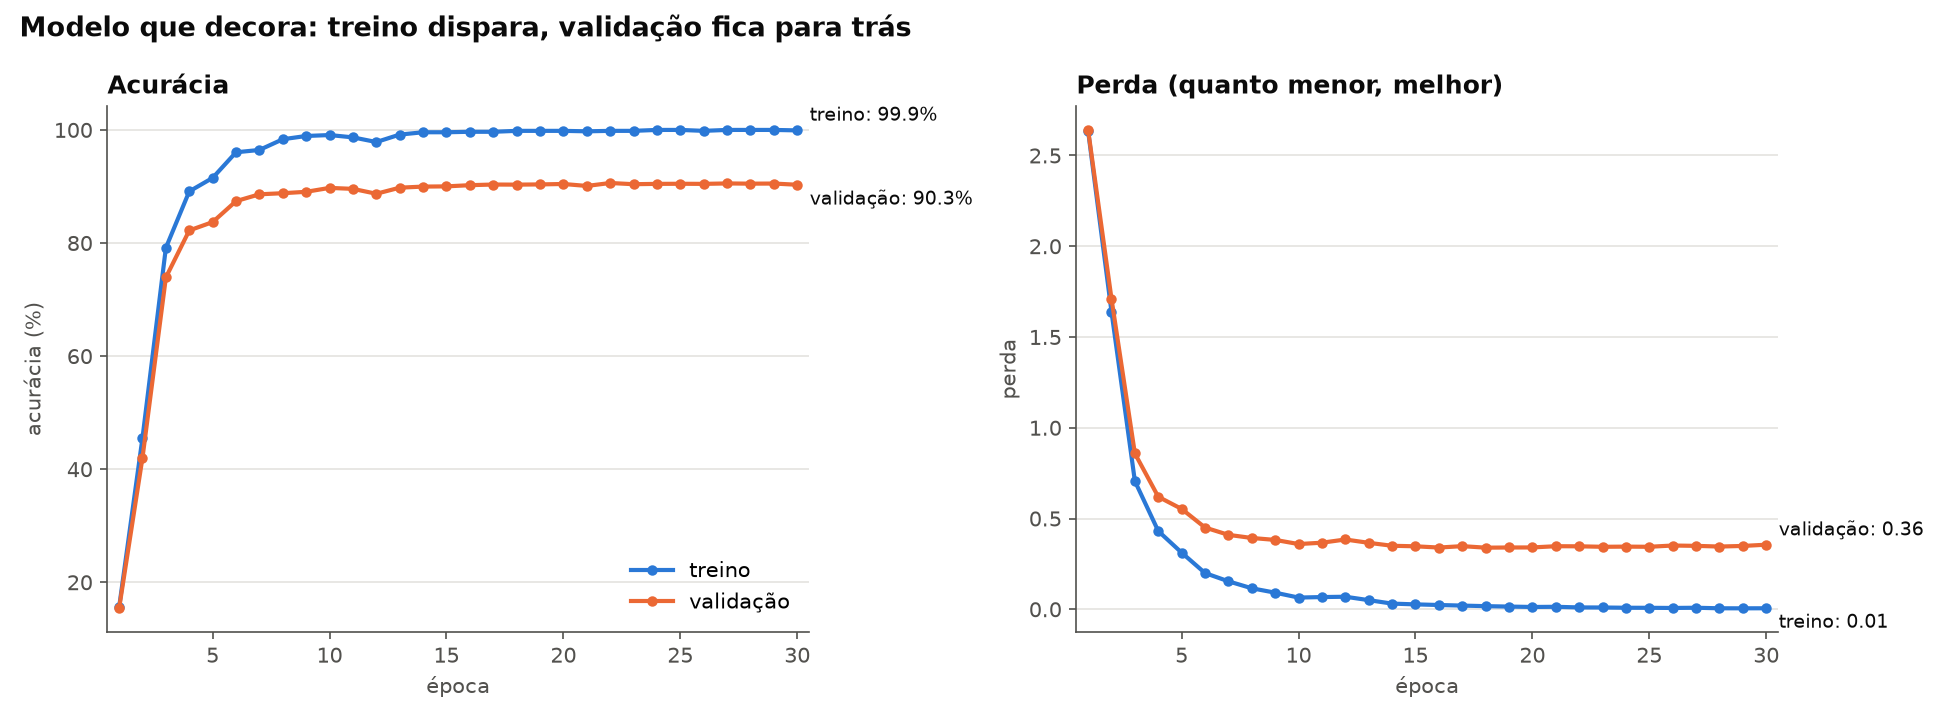 Modelo que decora: treino dispara, validação fica para trás
Acurácia
treino: 99.9%
validação: 90.3%
100
80
60
40
20
acurácia (%)
treino
validação
5 10 15 20 25 30
época
Perda (quanto menor, melhor)
2.5
2.0
1.5
1.0
0.5
0.0
perda
validação: 0.36
treino: 0.01
5 10 15 20 25 30
época